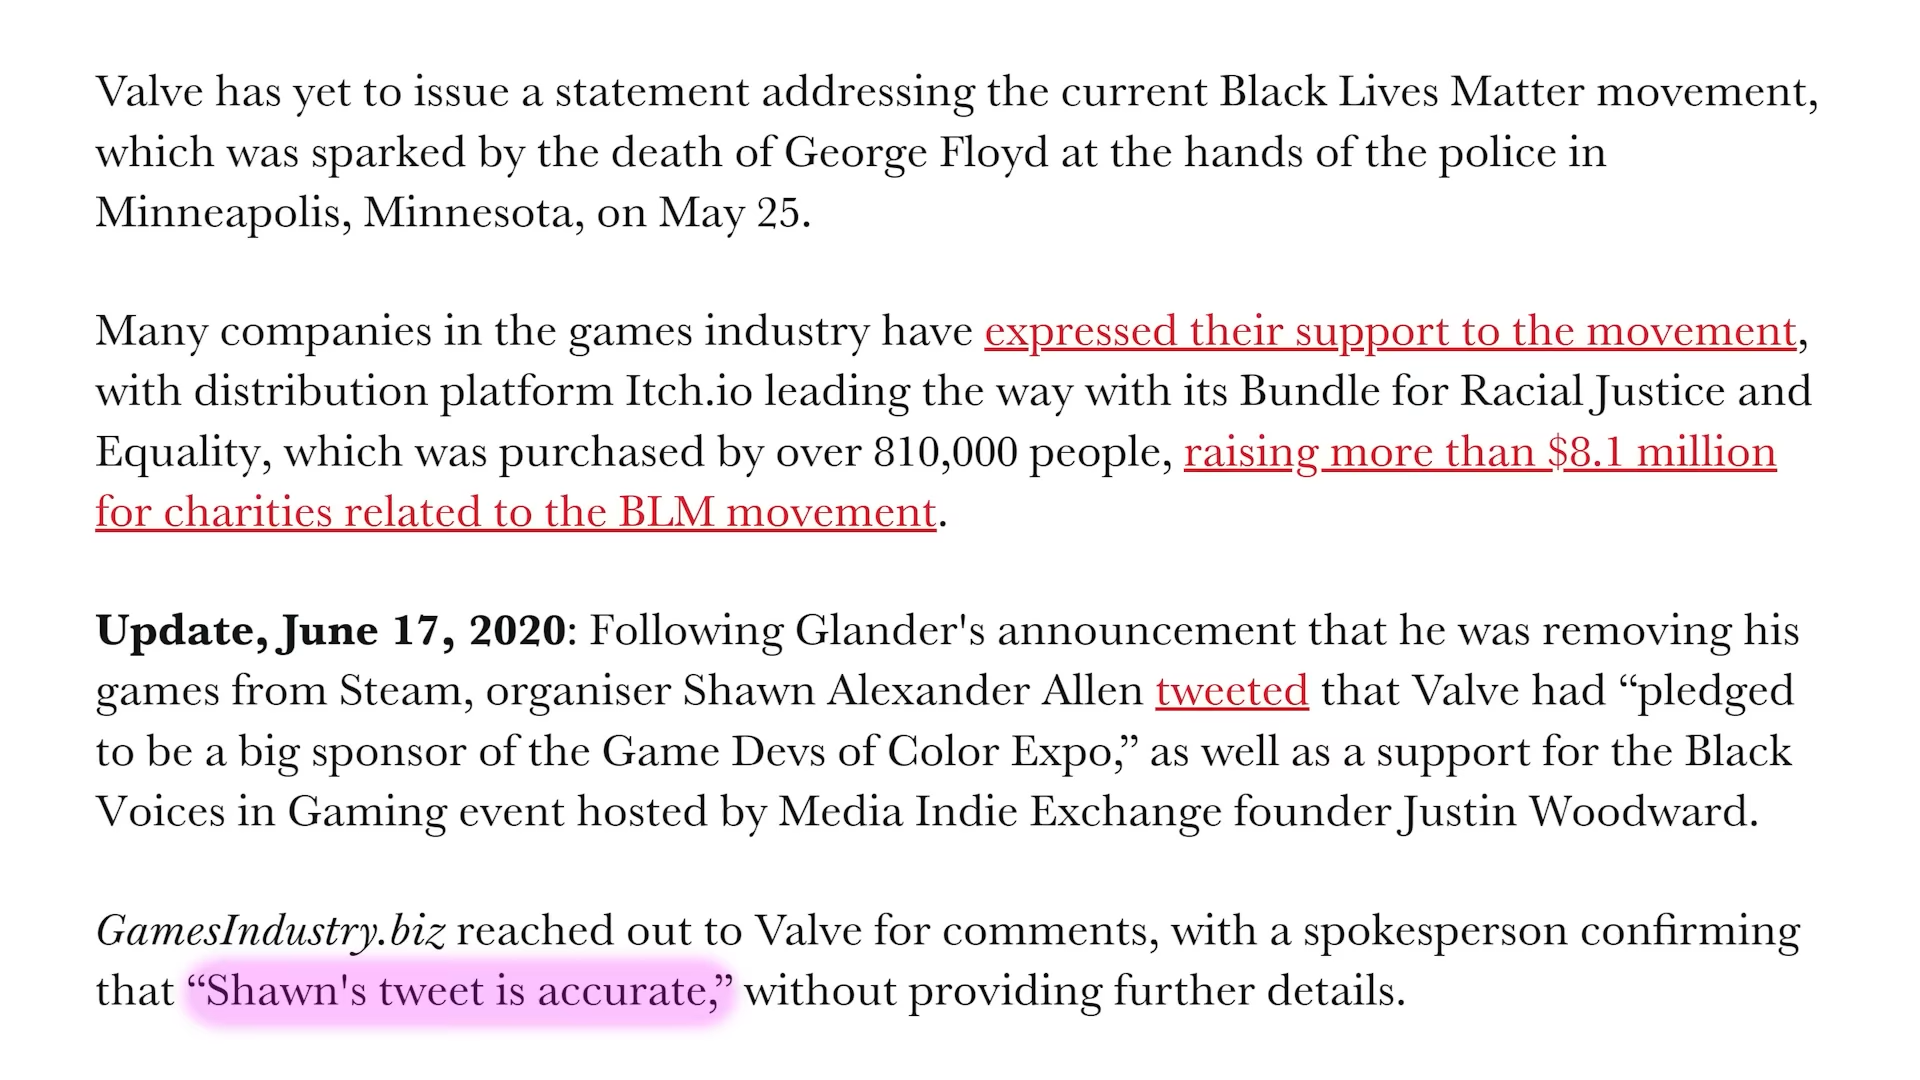 Valve has yet to issue a statement addressing the current Black Lives Matter movement,
which was sparked by the death of George Floyd at the hands of the police in
Minneapolis, Minnesota, on May 25.
Many companies in the games industry have expressed their support to the movement,
with distribution platform Itch.io leading the way with its Bundle for Racial Justice and
Equality, which was purchased by over 810,000 people, raising more than $8.1 million
for charities related to the BLM movement.
Update, June 17, 2020: Following Glander's announcement that he was removing his
games from Steam, organiser Shawn Alexander Allen tweeted that Valve had “pledged
to be a big sponsor of the Game Devs of Color Expo,” as well as a support for the Black
Voices in Gaming event hosted by Media Indie Exchange founder Justin Woodward.
GamesIndustry.biz reached out to Valve for comments, with a spokesperson confirming
that “Shawn's tweet is accurate,” without providing further details.